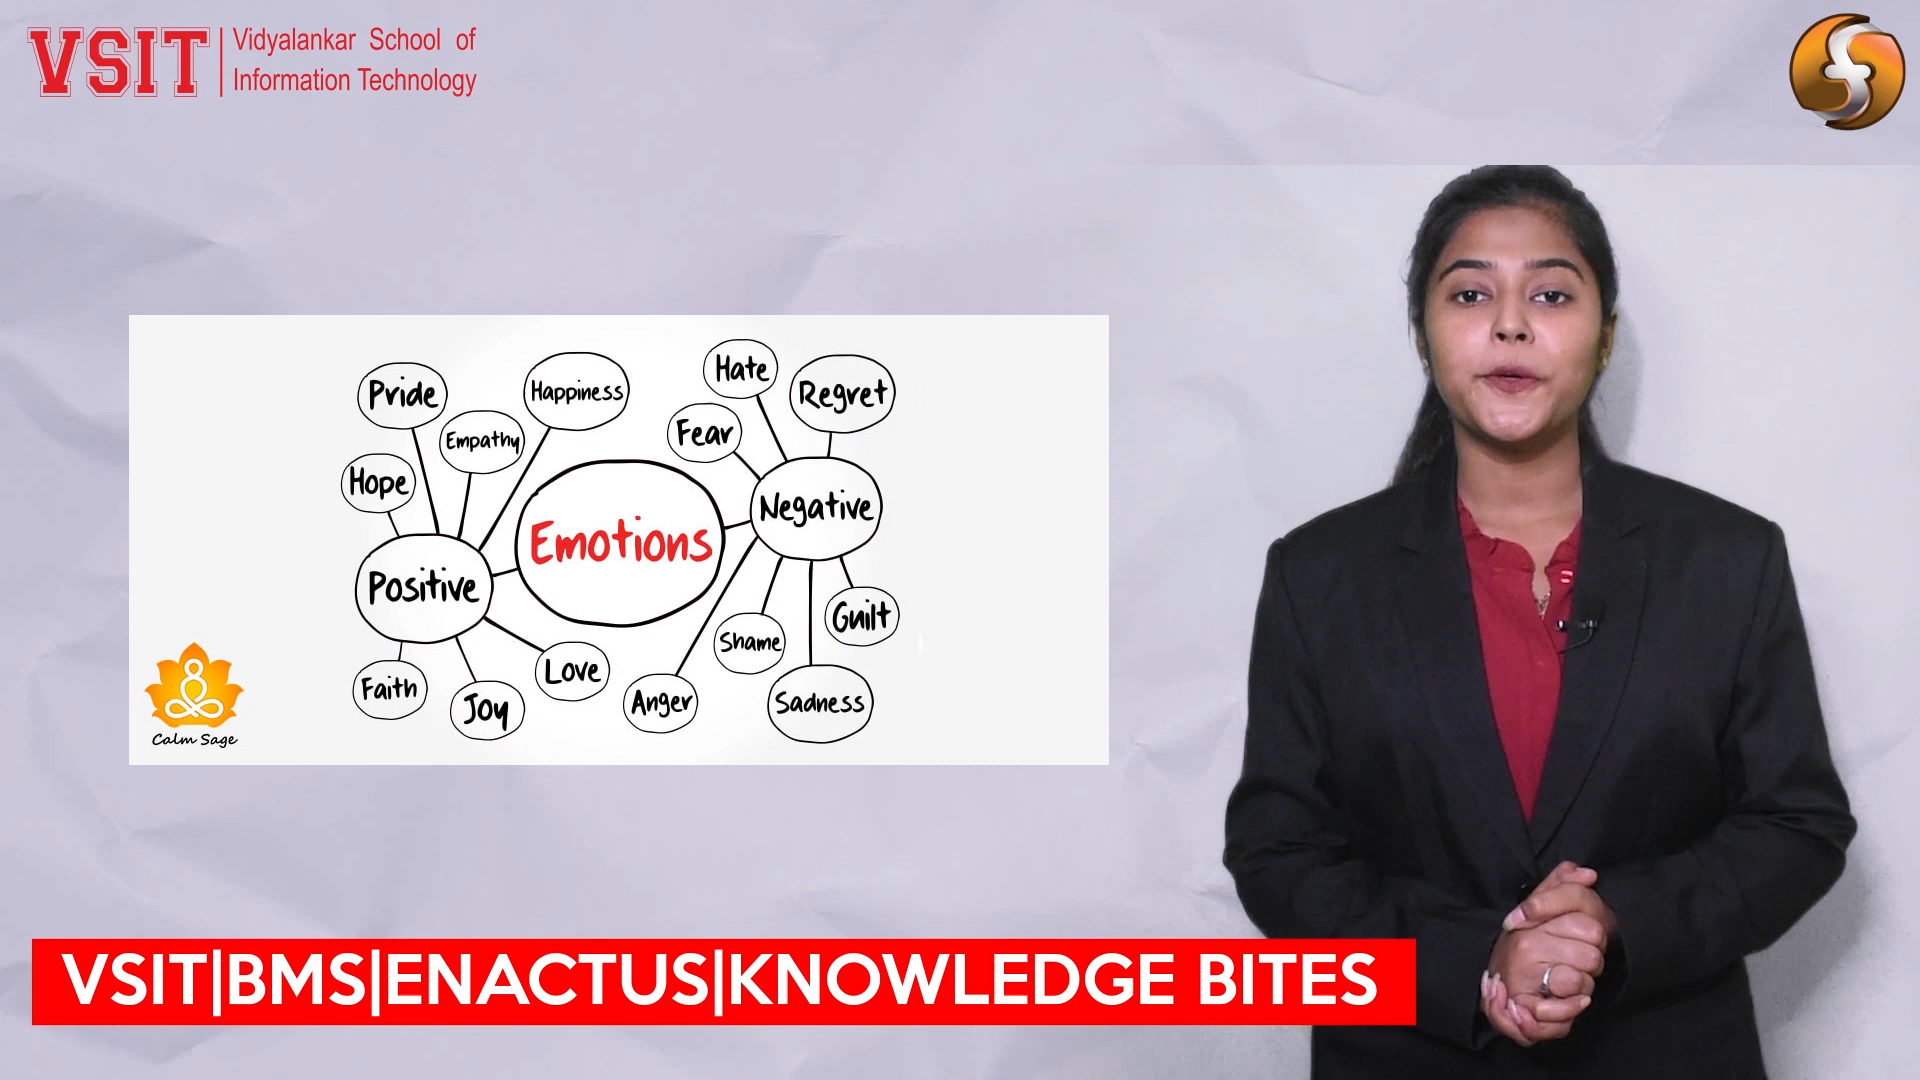 VSIT
Vidyalankar School of
Information Technology
Pride
Happiness
Empathy
Hope
Positive
Faith
Joy
Love
Emotions
Hate
Regret
Fear
Negative
Guilt
Shame
Anger
Sadness
Calm Sage
VSIT|BMS|ENACTUS|KNOWLEDGE BITES